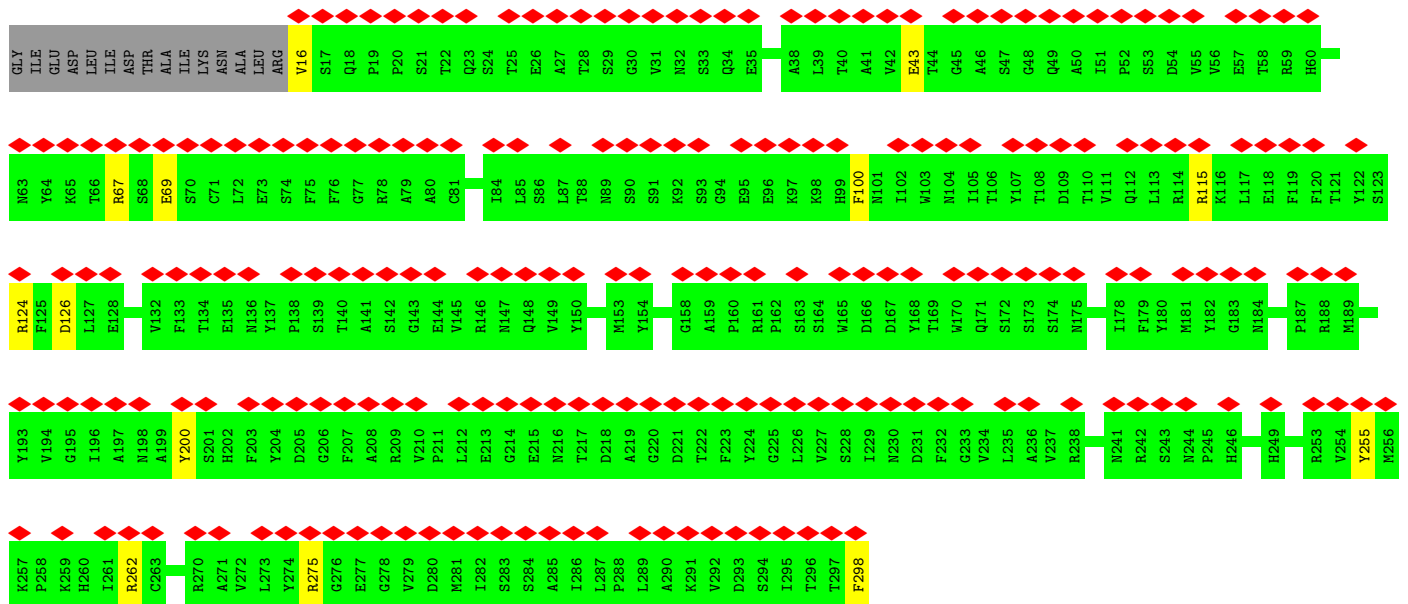 GLY ILE GLU ASP LEU ILE ASP THR ALA ILE LYS ASN ALA LEU ARG V16 S17 Q18 P19 P20 S21 T22 Q23 S24 T25 E26 A27 T28 S29 G30 V31 N32 S33 Q34 E35 A38 L39 T40 A41 V42 E43 T44 G45 A46 S47 G48 Q49 A50 I51 P52 S53 D54 V55 V56 E57 T58 R59 H60
N63 Y64 K65 T66 R67 S68 E69 S70 C71 L72 E73 S74 F75 F76 G77 R78 A79 A80 C81 I84 L85 S86 L87 T88 N89 S90 S91 K92 S93 G94 E95 E96 K97 K98 H99 F100 N101 I102 W103 N104 I105 T106 Y107 T108 D109 T110 V111 Q112 L113 R114 R115 K116 L117 E118 F119 F120 T121 Y122 S123
R124 F125 D126 L127 E128 V132 F133 T134 E135 N136 Y137 P138 S139 T140 A141 S142 G143 E144 V145 R146 N147 Q148 V149 Y150 M153 Y154 G158 A159 P160 R161 P162 S163 S164 W165 D166 D167 Y168 T169 W170 Q171 S172 S173 S174 N175 I178 F179 Y180 M181 Y182 G183 N184 P187 R188 M189
Y193 V194 G195 I196 A197 N198 A199 Y200 S201 H202 F203 Y204 D205 G206 F207 A208 R209 V210 P211 L212 E213 G214 E215 N216 T217 D218 A219 G220 D221 T222 F223 Y224 G225 L226 V227 S228 I229 N230 D231 F232 G233 V234 L235 A236 V237 R238 N241 R242 S243 N244 P245 H246 H249 R253 V254 Y255 M256
K257 P258 K259 H260 I261 R262 C263 R270 A271 V272 L273 Y274 R275 G276 E277 G278 V279 D280 M281 I282 S283 S284 A285 I286 L287 P288 L289 A290 K291 V292 D293 S294 I295 T296 T297 F298